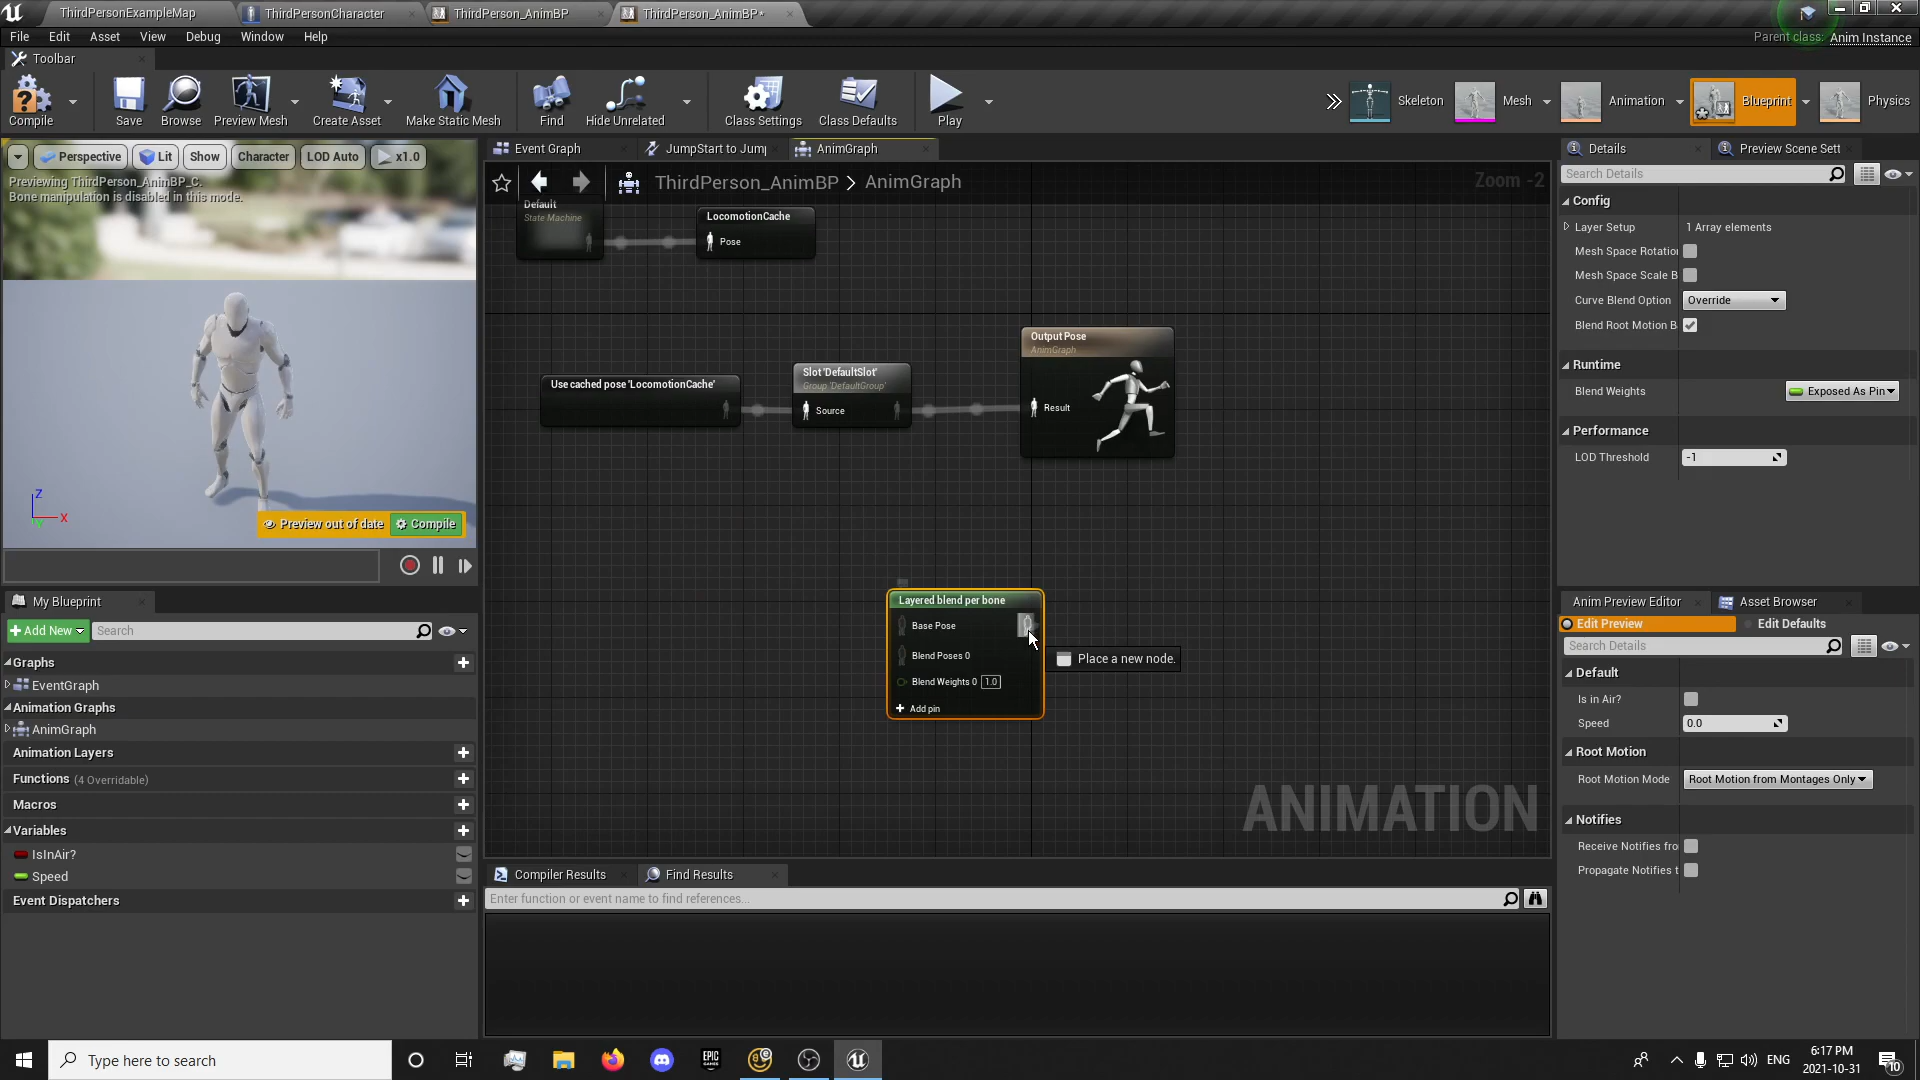 ThirdPersonExampleMap
ThirdPersonCharacter
ThirdPerson_AnimBP
ThirdPerson_AnimBP*
File Edit Asset View Debug Window Help
Parent class: Anim Instance
Toolbar
Compile
Save
Browse
Preview Mesh
Create Asset
Make Static Mesh
Find
Hide Unrelated
Class Settings
Class Defaults
Play
Skeleton
Mesh
Animation
Blueprint
Physics
Perspective
Lit
Show
Character
LOD Auto
x1.0
Previewing ThirdPerson_AnimBP_C.
Bone manipulation is disabled in this mode.
Z
X
Y
Preview out of date
Compile
My Blueprint
Add New
Search
Graphs
EventGraph
Animation Graphs
AnimGraph
Animation Layers
Functions (4 Overridable)
Macros
Variables
IsInAir?
Speed
Event Dispatchers
Event Graph
JumpStart to Jump
AnimGraph
ThirdPerson_AnimBP > AnimGraph
Zoom -2
Default
State Machine
LocomotionCache
Pose
Use cached pose 'LocomotionCache'
Slot 'DefaultSlot'
Group 'DefaultGroup'
Source
Output Pose
AnimGraph
Result
Layered blend per bone
Base Pose
Blend Poses 0
Blend Weights 0 1.0
Add pin
Place a new node.
ANIMATION
Compiler Results
Find Results
Enter function or event name to find references...
Details
Preview Scene Sett
Search Details
Config
Layer Setup 1 Array elements
Mesh Space Rotation
Mesh Space Scale B
Curve Blend Option Override
Blend Root Motion B
Runtime
Blend Weights Exposed As Pin
Performance
LOD Threshold -1
Anim Preview Editor
Asset Browser
Edit Preview
Edit Defaults
Search Details
Default
Is in Air?
Speed 0.0
Root Motion
Root Motion Mode Root Motion from Montages Only
Notifies
Receive Notifies fro
Propagate Notifies t
Type here to search
EPIC
ENG
6:17 PM
2021-10-31
10